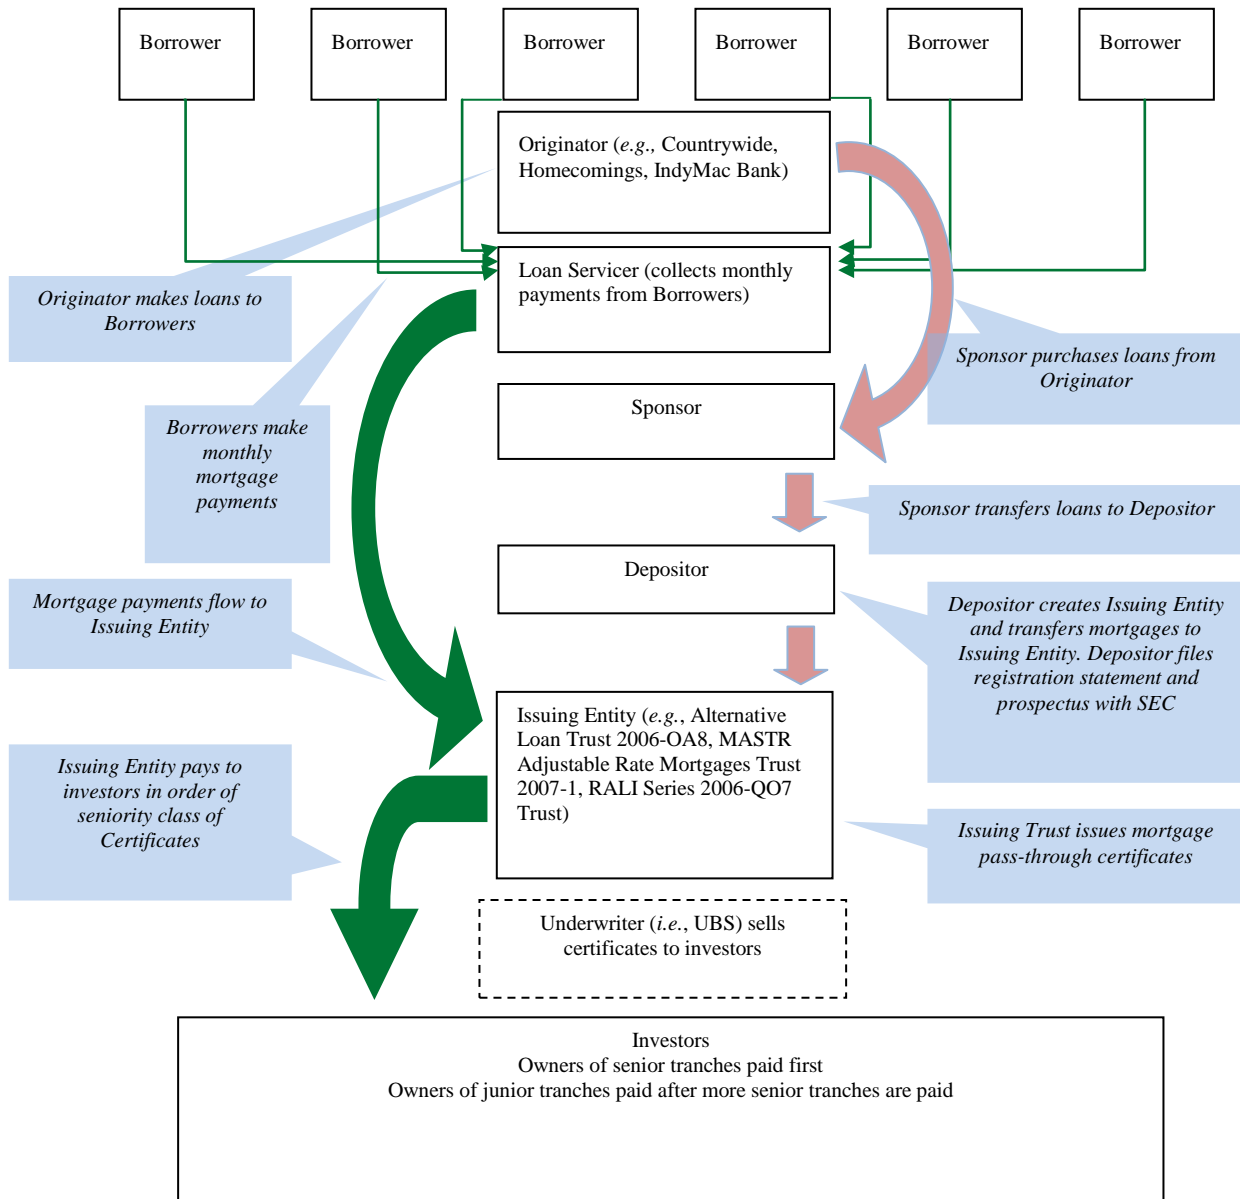 Borrower
Borrower
Borrower
Borrower
Borrower
Borrower
Originator (e.g., Countrywide,
Homecomings, IndyMac Bank)
Loan Servicer (collects monthly
payments from Borrowers)
Originator makes loans to
Borrowers
Sponsor purchases loans from
Originator
Sponsor
Borrowers make
monthly
mortgage
payments
Sponsor transfers loans to Depositor
Depositor
Mortgage payments flow to
Issuing Entity
Depositor creates Issuing Entity
and transfers mortgages to
Issuing Entity. Depositor files
registration statement and
prospectus with SEC
Issuing Entity (e.g., Alternative
Loan Trust 2006-OA8, MASTR
Adjustable Rate Mortgages Trust
2007-1, RALI Series 2006-QO7
Trust)
Issuing Entity pays to
investors in order of
seniority class of
Certificates
Issuing Trust issues mortgage
pass-through certificates
Underwriter (i.e., UBS) sells
certificates to investors
Investors
Owners of senior tranches paid first
Owners of junior tranches paid after more senior tranches are paid